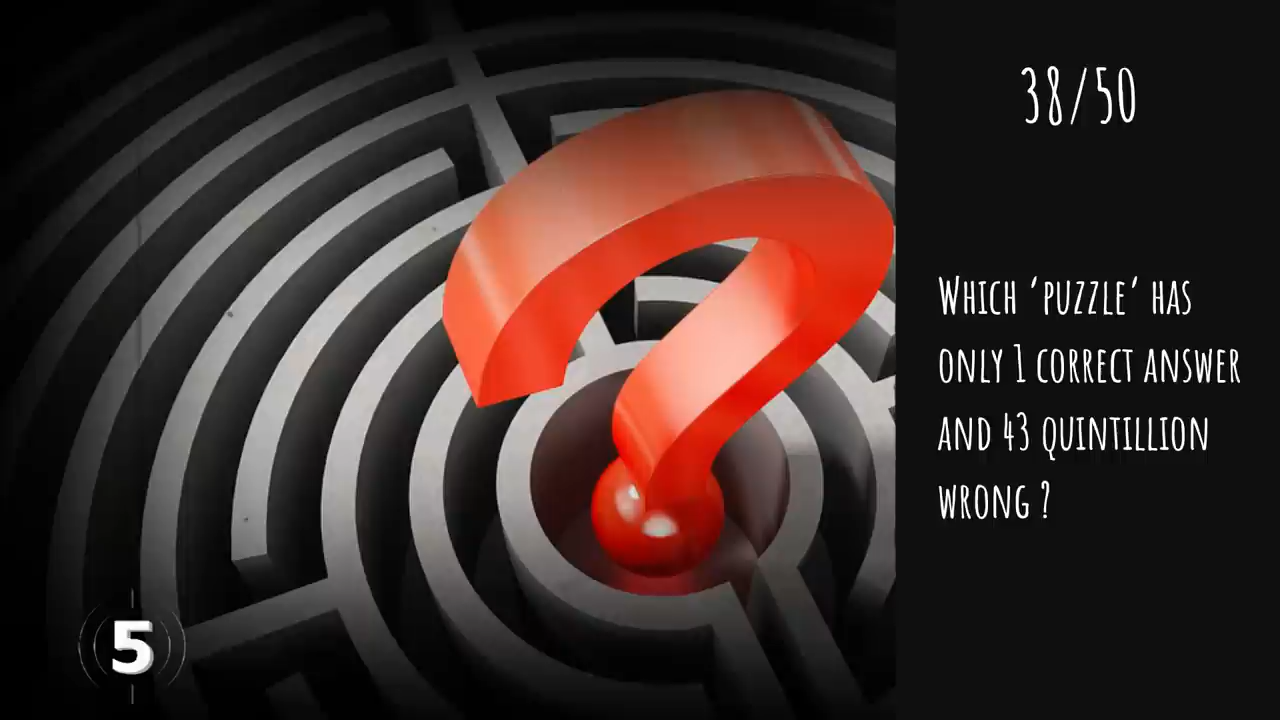 38/50
Which ‘puzzle’ has
only 1 correct answer
and 43 quintillion
wrong ?
5